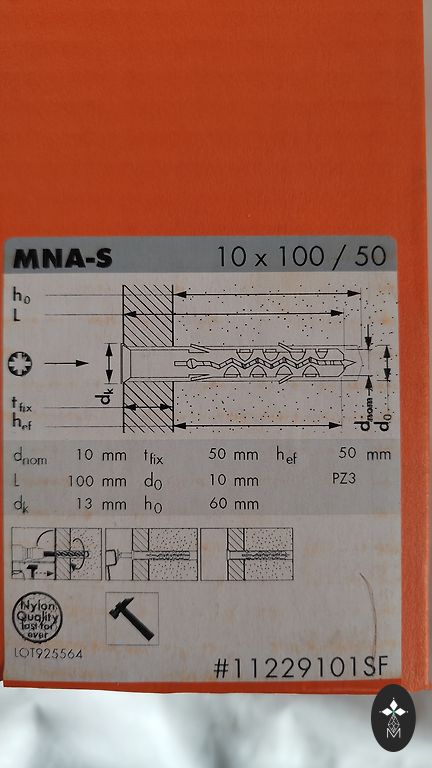 MNA-S 10 x 100 / 50
h0
L
dk
tfix
hef
dnom
d0
dnom 10 mm tfix 50 mm hef 50 mm
L 100 mm d0 10 mm PZ3
dk 13 mm h0 60 mm
T
Nylon
Quality
last for
ever
LOT925564
#11229101SF
M